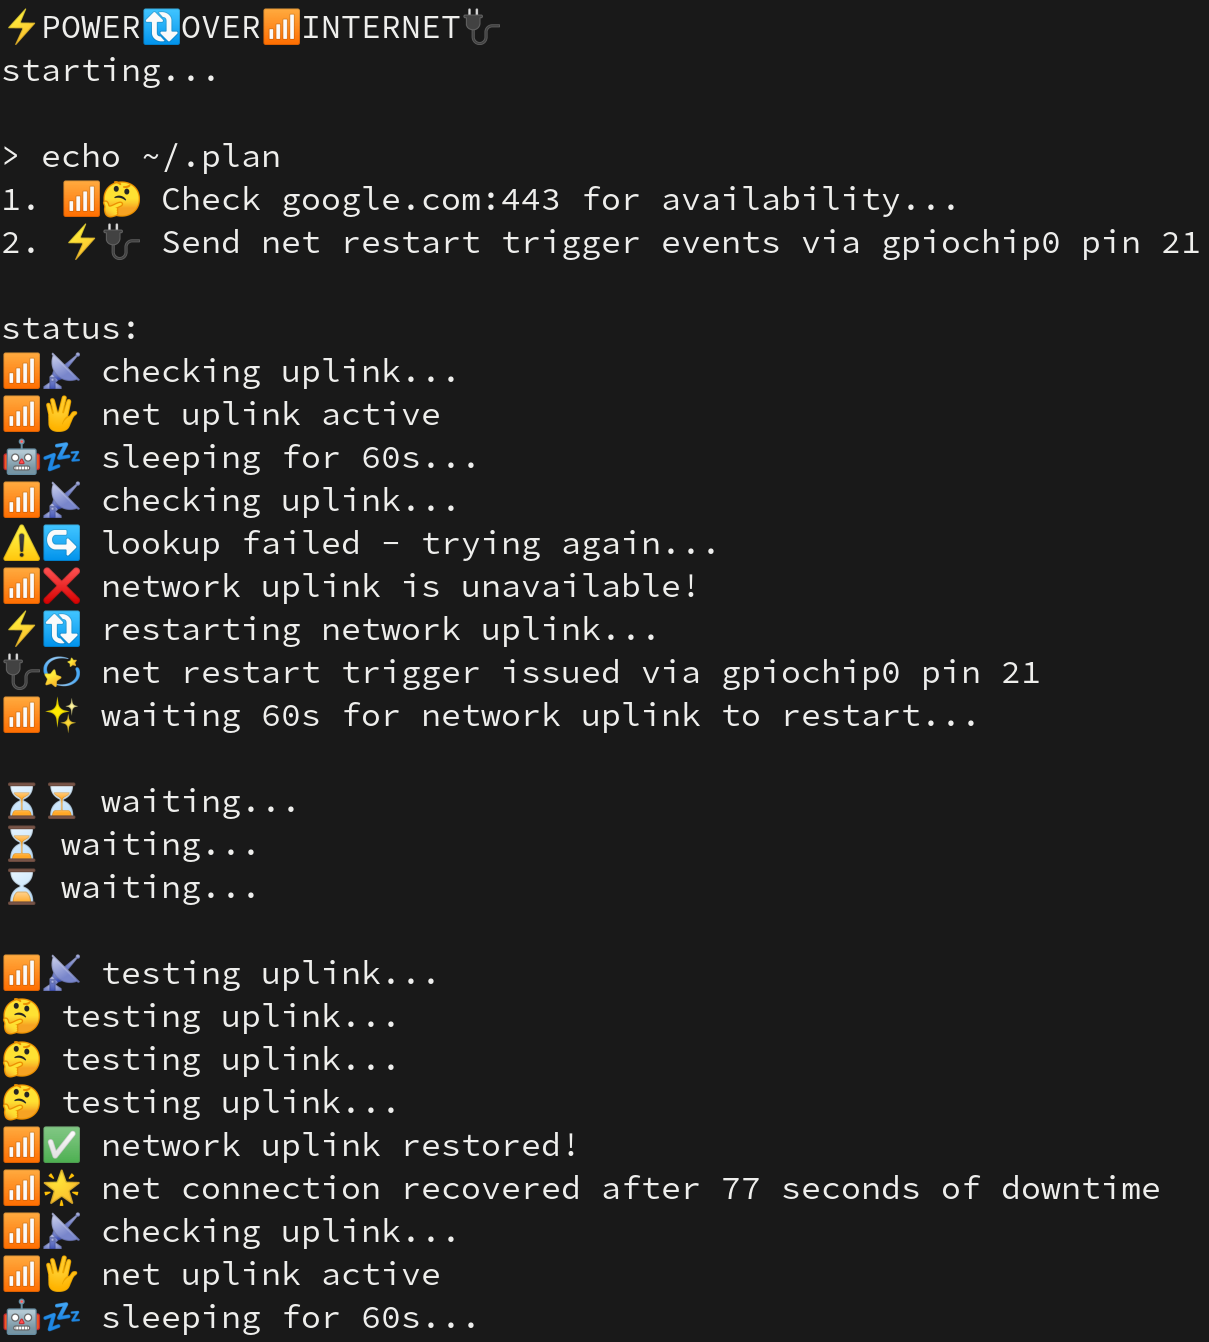 ⚡POWER🔃OVER📶INTERNET🔌
starting...

> echo ~/.plan
1. 📶🤔 Check google.com:443 for availability...
2. ⚡🔌 Send net restart trigger events via gpiochip0 pin 21

status:
📶📡 checking uplink...
📶🖖 net uplink active
🤖💤 sleeping for 60s...
📶📡 checking uplink...
⚠️↪️ lookup failed - trying again...
📶❌ network uplink is unavailable!
⚡🔃 restarting network uplink...
🔌💫 net restart trigger issued via gpiochip0 pin 21
📶✨ waiting 60s for network uplink to restart...

⏳⏳ waiting...
⏳ waiting...
⌛ waiting...

📶📡 testing uplink...
🤔 testing uplink...
🤔 testing uplink...
🤔 testing uplink...
📶✅ network uplink restored!
📶🌟 net connection recovered after 77 seconds of downtime
📶📡 checking uplink...
📶🖖 net uplink active
🤖💤 sleeping for 60s...